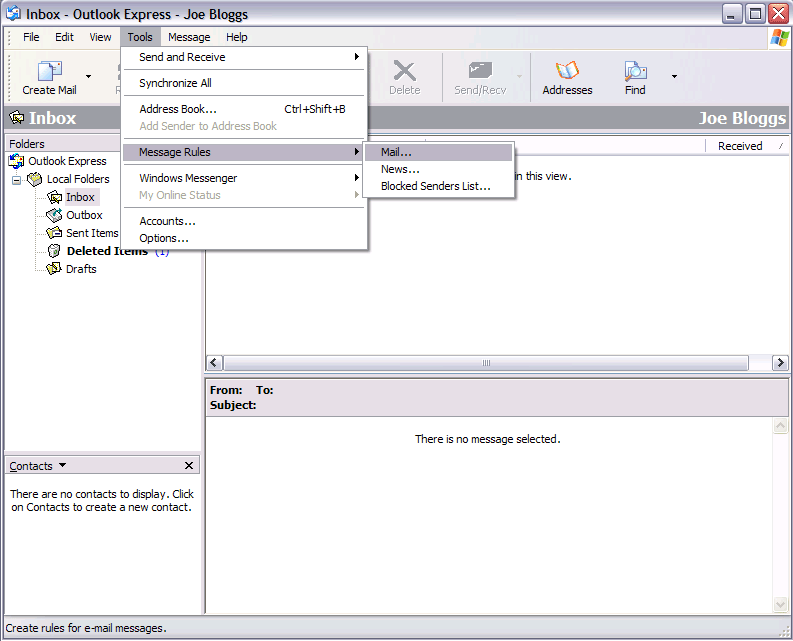 Inbox - Outlook Express - Joe Bloggs
File Edit View Tools Message Help
Create Mail
Delete
Send/Recv
Addresses
Find
Send and Receive
Synchronize All
Address Book... Ctrl+Shift+B
Add Sender to Address Book
Message Rules
Windows Messenger
My Online Status
Accounts...
Options...
Mail...
News...
Blocked Senders List...
Inbox
Joe Bloggs
Folders
Outlook Express
Local Folders
Inbox
Outbox
Sent Items
Deleted Items (1)
Drafts
Received
in this view.
From: To:
Subject:
There is no message selected.
Contacts
There are no contacts to display. Click
on Contacts to create a new contact.
Create rules for e-mail messages.